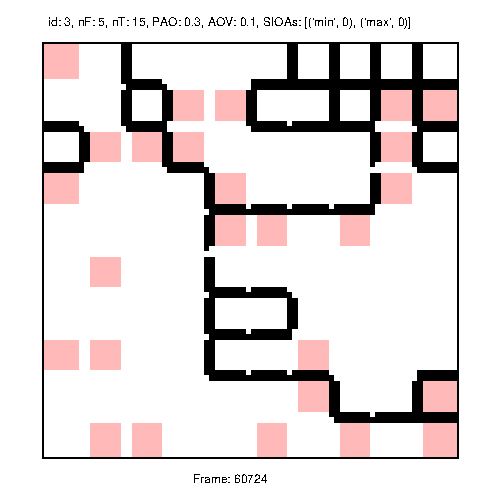 id: 3, nF: 5, nT: 15, PAO: 0.3, AOV: 0.1, SIOAs: [('min', 0), ('max', 0)]
Frame: 60724